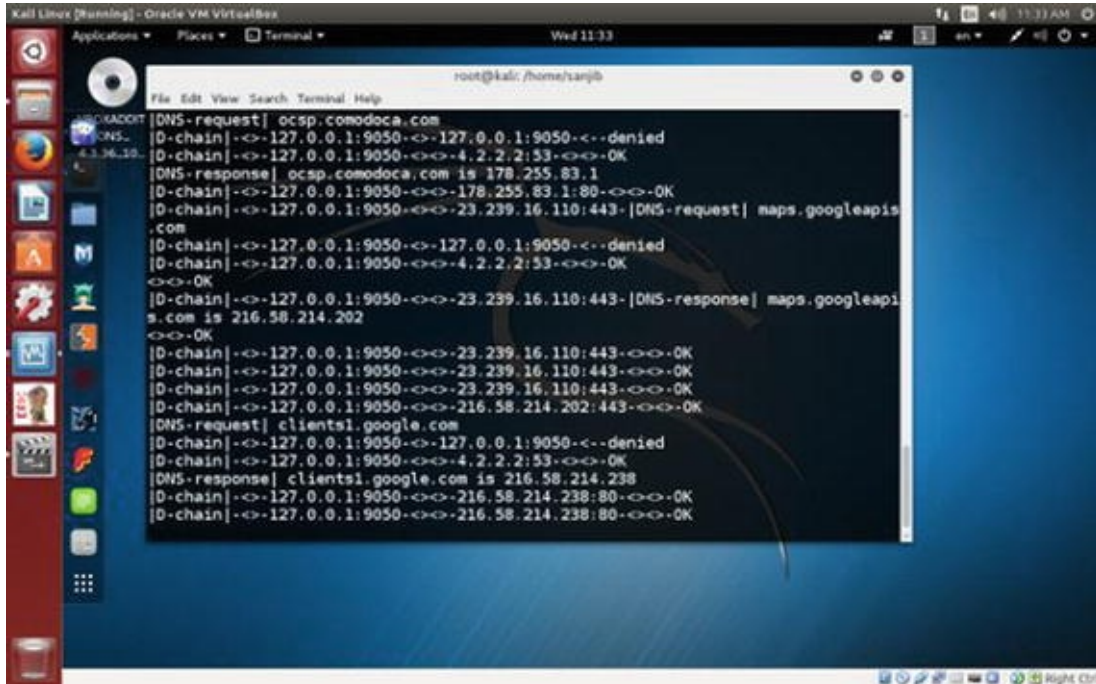 Kali Linux [Running] - Oracle VM VirtualBox
En
11:33 AM
Applications
Places
Terminal
Wed 11:33
1
en
root@kali: /home/sanjib
File Edit View Search Terminal Help
|DNS-request| ocsp.comodoca.com
|D-chain|-<>-127.0.0.1:9050-<>-127.0.0.1:9050-<--denied
|D-chain|-<>-127.0.0.1:9050-<><>-4.2.2.2:53-<><>-OK
|DNS-response| ocsp.comodoca.com is 178.255.83.1
|D-chain|-<>-127.0.0.1:9050-<><>-178.255.83.1:80-<><>-OK
|D-chain|-<>-127.0.0.1:9050-<><>-23.239.16.110:443-|DNS-request| maps.googleapis
.com
|D-chain|-<>-127.0.0.1:9050-<>-127.0.0.1:9050-<--denied
|D-chain|-<>-127.0.0.1:9050-<><>-4.2.2.2:53-<><>-OK
<><>-OK
|D-chain|-<>-127.0.0.1:9050-<><>-23.239.16.110:443-|DNS-response| maps.googleapi
s.com is 216.58.214.202
<><>-OK
|D-chain|-<>-127.0.0.1:9050-<><>-23.239.16.110:443-<><>-OK
|D-chain|-<>-127.0.0.1:9050-<><>-23.239.16.110:443-<><>-OK
|D-chain|-<>-127.0.0.1:9050-<><>-23.239.16.110:443-<><>-OK
|D-chain|-<>-127.0.0.1:9050-<><>-216.58.214.202:443-<><>-OK
|DNS-request| clients1.google.com
|D-chain|-<>-127.0.0.1:9050-<>-127.0.0.1:9050-<--denied
|D-chain|-<>-127.0.0.1:9050-<><>-4.2.2.2:53-<><>-OK
|DNS-response| clients1.google.com is 216.58.214.238
|D-chain|-<>-127.0.0.1:9050-<><>-216.58.214.238:80-<><>-OK
|D-chain|-<>-127.0.0.1:9050-<><>-216.58.214.238:80-<><>-OK
Right Ctrl